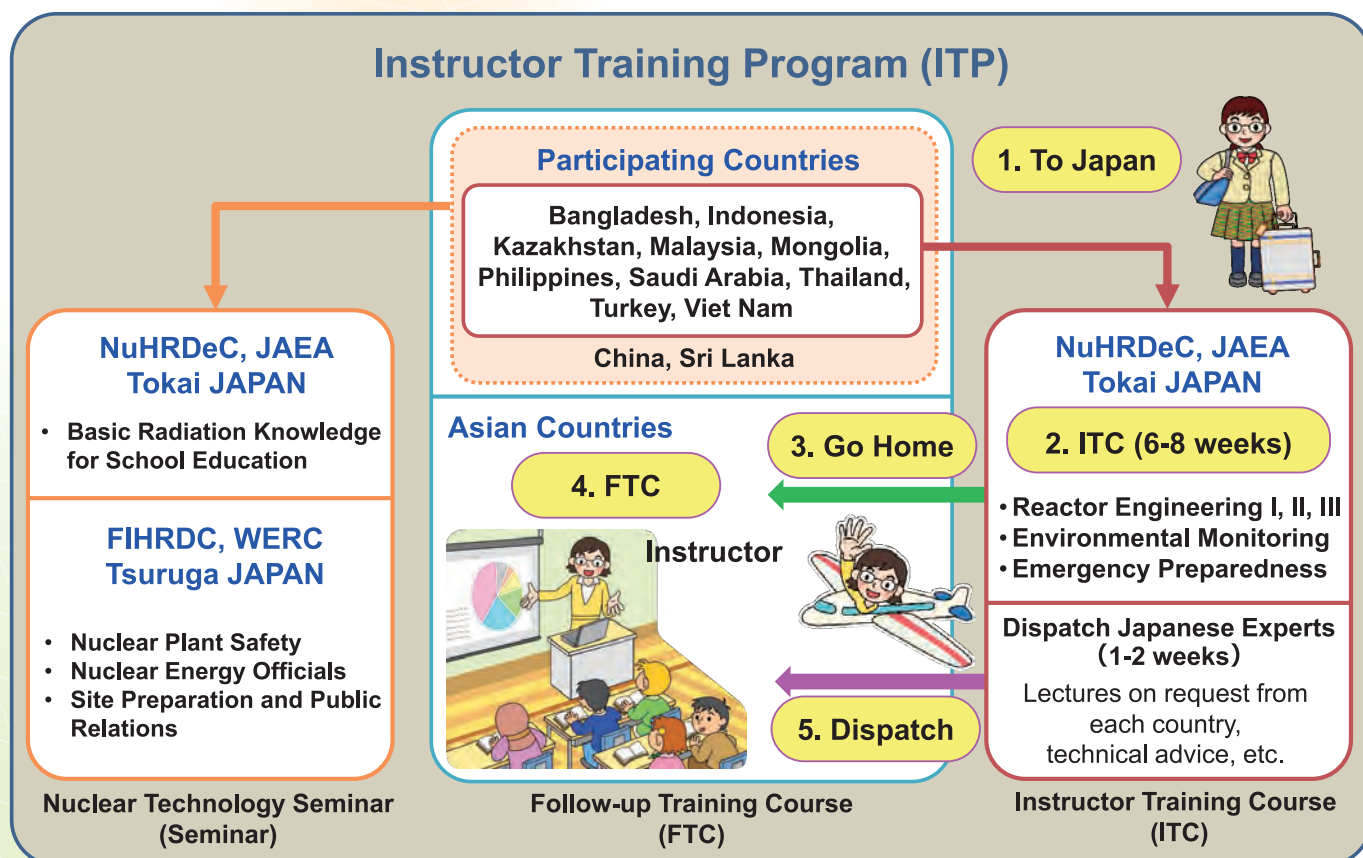 Instructor Training Program (ITP)
Participating Countries
Bangladesh, Indonesia,
Kazakhstan, Malaysia, Mongolia,
Philippines, Saudi Arabia, Thailand,
Turkey, Viet Nam
China, Sri Lanka
1. To Japan
NuHRDeC, JAEA
Tokai JAPAN
• Basic Radiation Knowledge
for School Education
FIHRDC, WERC
Tsuruga JAPAN
• Nuclear Plant Safety
• Nuclear Energy Officials
• Site Preparation and Public
Relations
Nuclear Technology Seminar
(Seminar)
Asian Countries
3. Go Home
4. FTC
Instructor
5. Dispatch
Follow-up Training Course
(FTC)
NuHRDeC, JAEA
Tokai JAPAN
2. ITC (6-8 weeks)
• Reactor Engineering I, II, III
• Environmental Monitoring
• Emergency Preparedness
Dispatch Japanese Experts
(1-2 weeks)
Lectures on request from
each country,
technical advice, etc.
Instructor Training Course
(ITC)